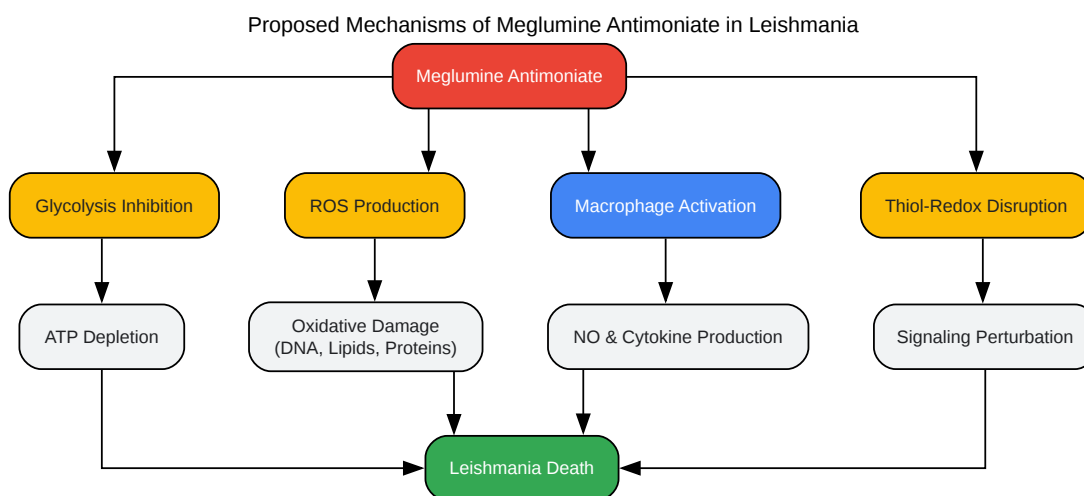 Proposed Mechanisms of Meglumine Antimoniate in Leishmania
Meglumine Antimoniate
Glycolysis Inhibition
ROS Production
Macrophage Activation
Thiol-Redox Disruption
ATP Depletion
Oxidative Damage
(DNA, Lipids, Proteins)
NO & Cytokine Production
Signaling Perturbation
Leishmania Death